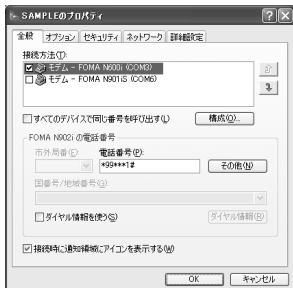 SAMPLEのプロパティ
全般 オプション セキュリティ ネットワーク 詳細設定
接続方法(T):
モデム - FOMA N600i (COM3)
モデム - FOMA N901iS (COM6)
すべてのデバイスで同じ番号を呼び出す(L)
構成(O)...
FOMA N902i の電話番号
市外局番(E):
電話番号(P):
*99***1#
その他(N)
国番号/地域番号(G):
ダイヤル情報を使う(S)
ダイヤル情報(R)
接続時に通知領域にアイコンを表示する(W)
OK
キャンセル